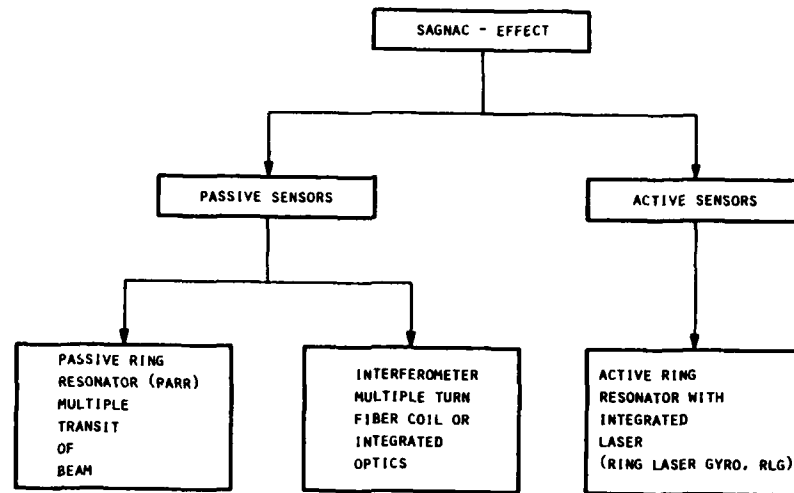 SAGNAC - EFFECT
PASSIVE SENSORS
ACTIVE SENSORS
PASSIVE RING
RESONATOR (PARR)
MULTIPLE
TRANSIT
OF
BEAM
INTERFEROMETER
MULTIPLE TURN
FIBER COIL OR
INTEGRATED
OPTICS
ACTIVE RING
RESONATOR WITH
INTEGRATED
LASER
(RING LASER GYRO, RLG)